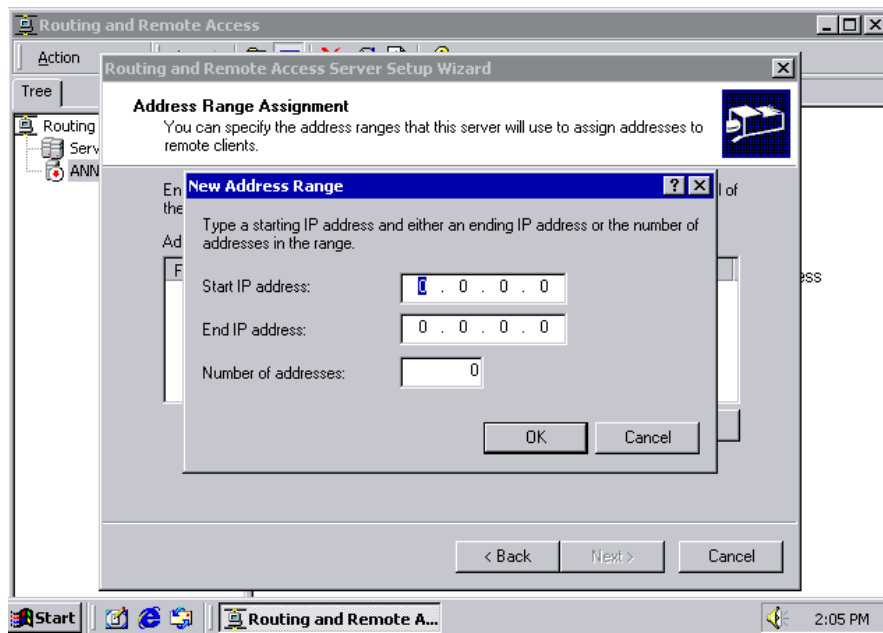 Routing and Remote Access
Action
Tree
Routing
Serv
ANN
Routing and Remote Access Server Setup Wizard
Address Range Assignment
You can specify the address ranges that this server will use to assign addresses to
remote clients.
En
l of
the
Ad
F
ess
New Address Range
Type a starting IP address and either an ending IP address or the number of
addresses in the range.
Start IP address: 0 . 0 . 0 . 0
End IP address: 0 . 0 . 0 . 0
Number of addresses: 0
OK Cancel
< Back Next > Cancel
Start Routing and Remote A... 2:05 PM